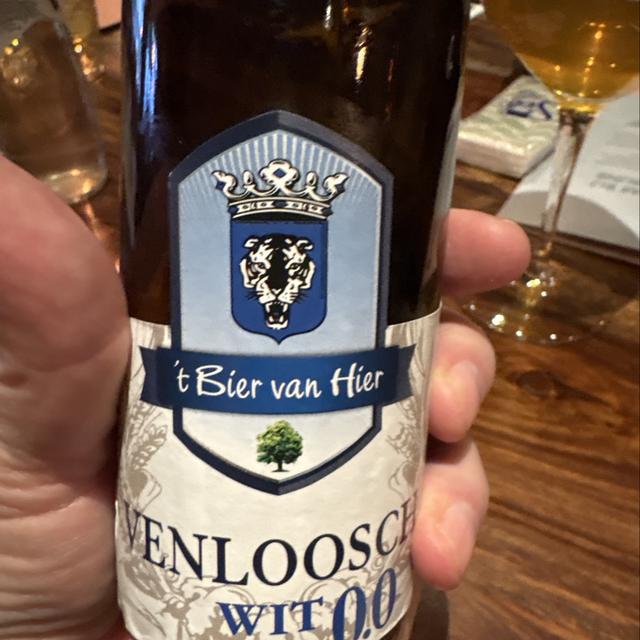 't Bier van Hier
VENLOOSCH
WIT 0.0